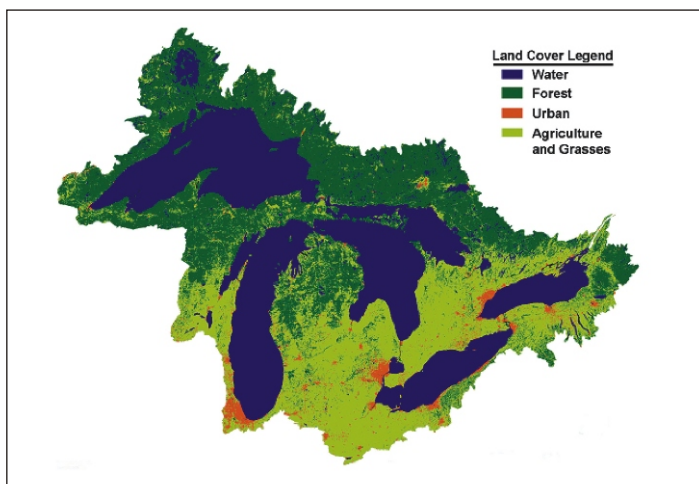 Land Cover Legend
Water
Forest
Urban
Agriculture
and Grasses